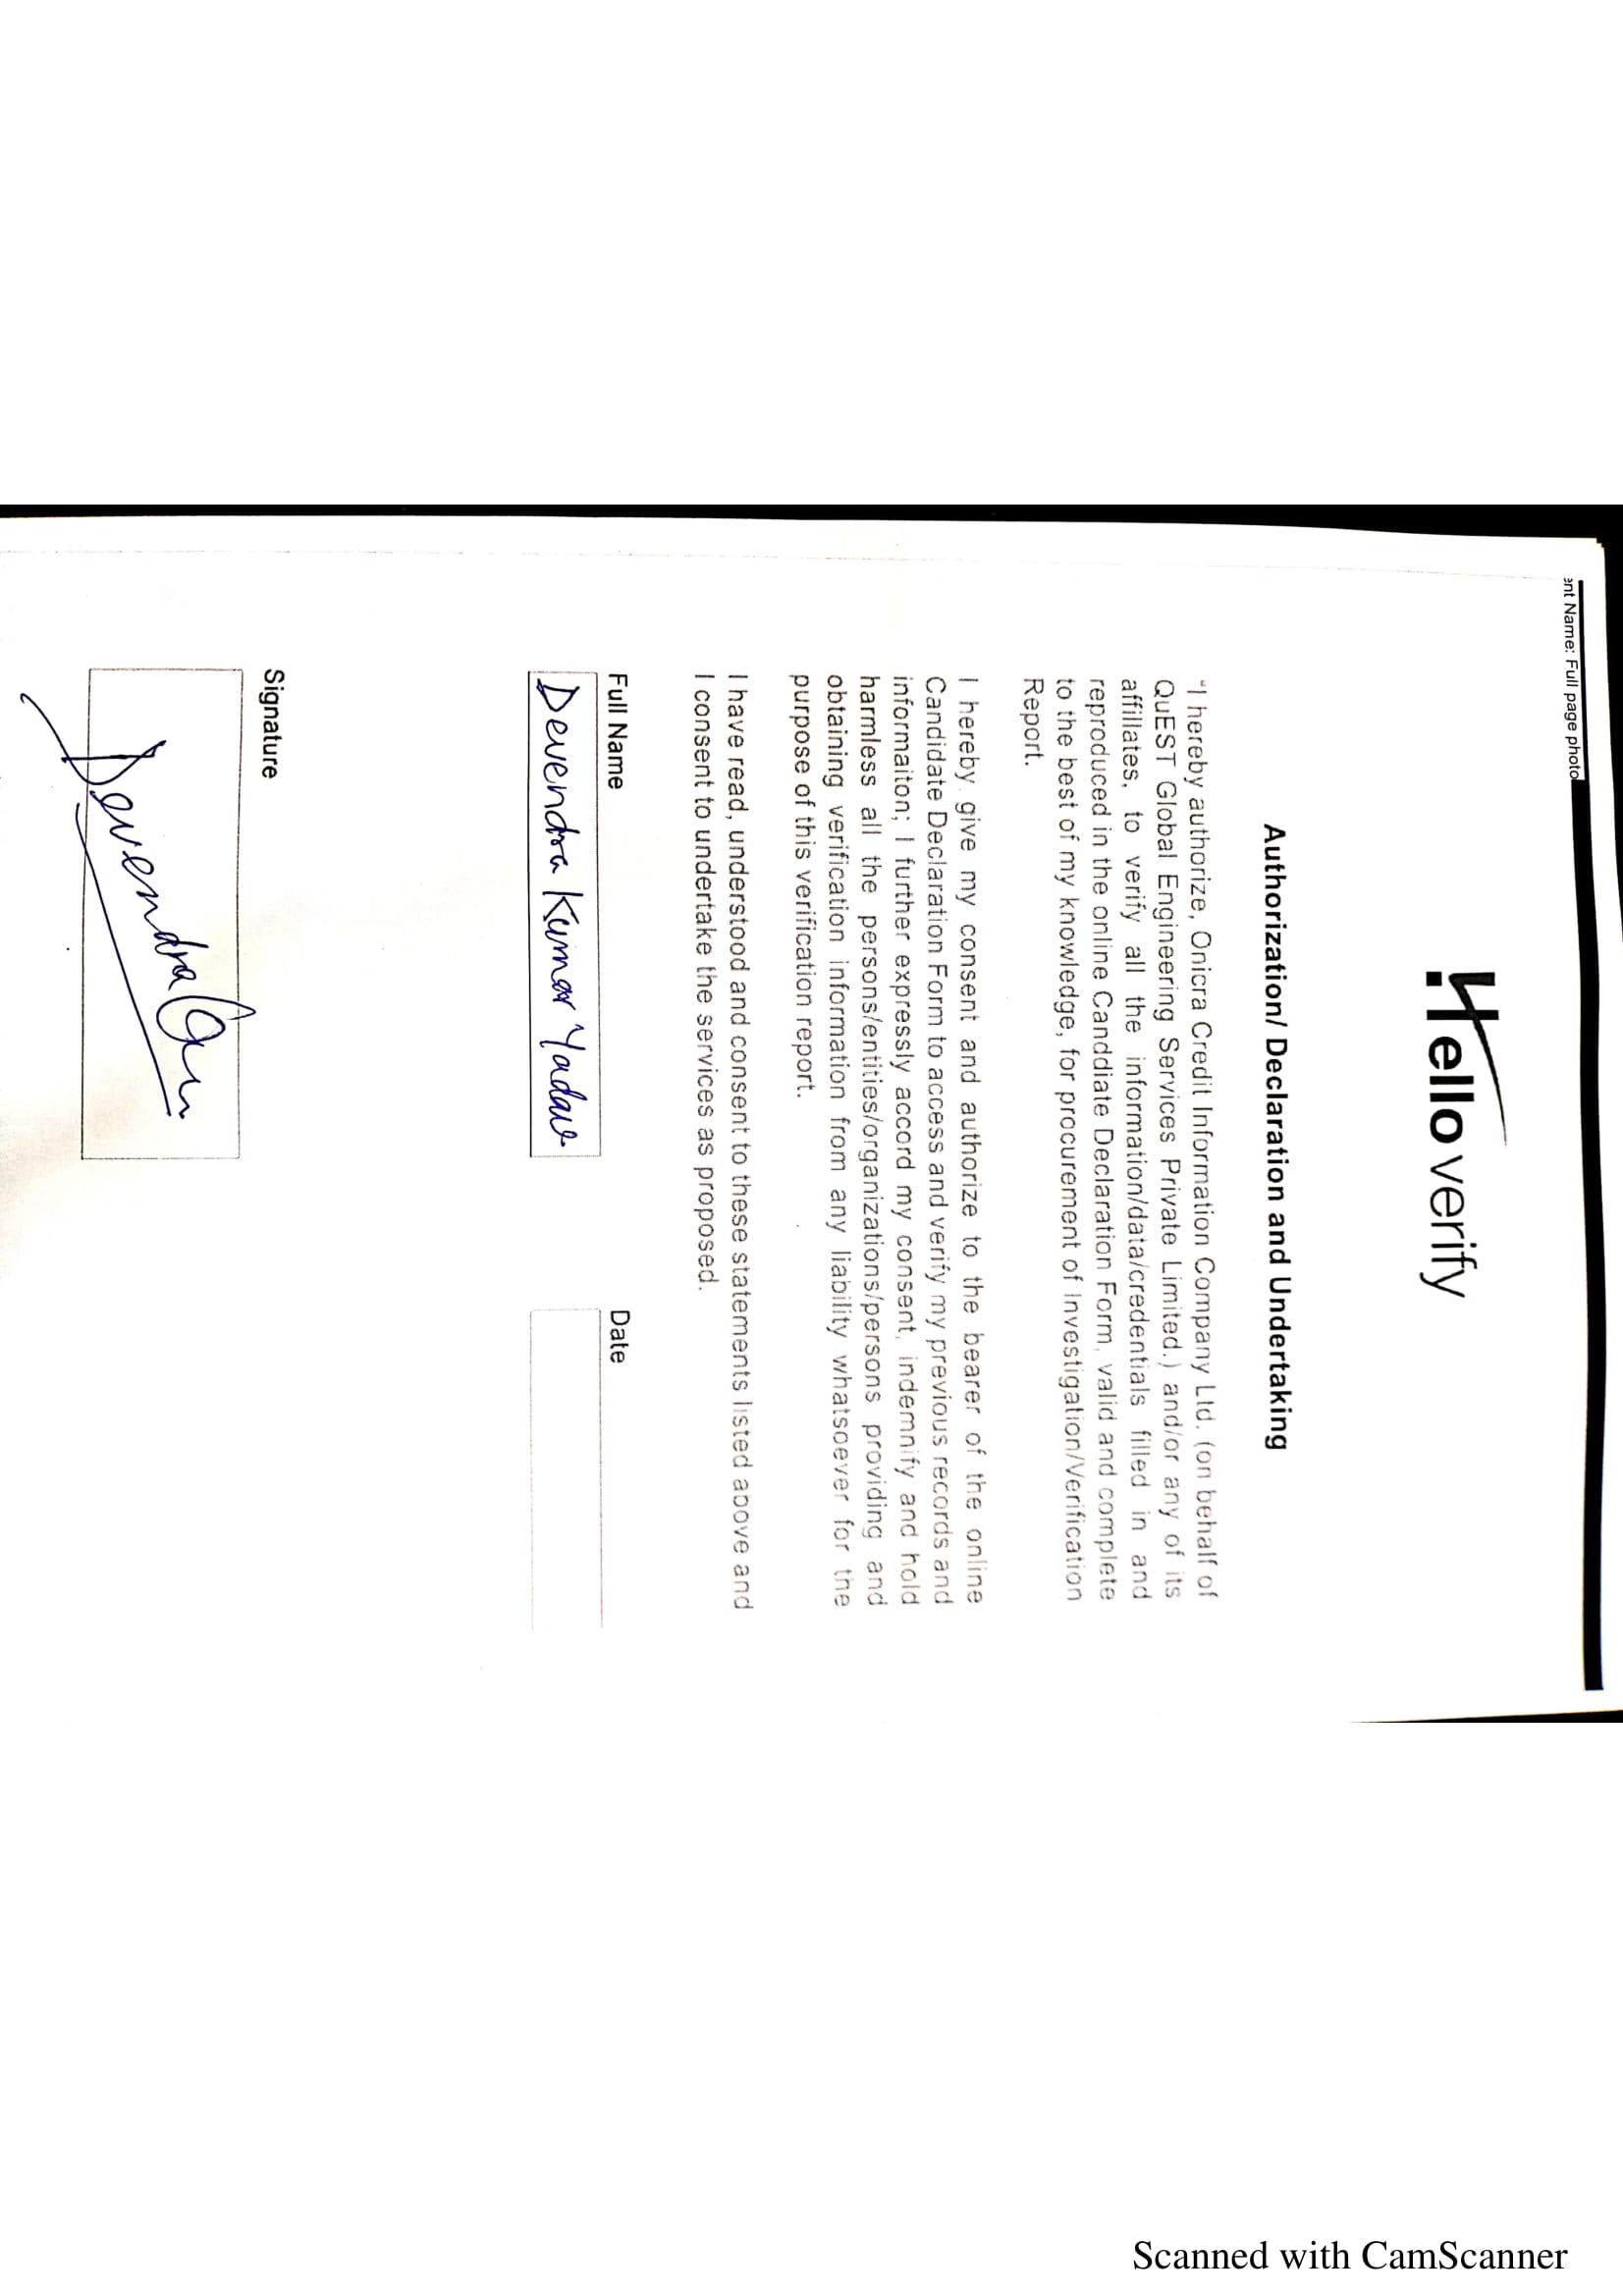 ent Name: Full page photo
Hello verify
Authorization/ Declaration and Undertaking
"I hereby authorize, Onicra Credit Information Company Ltd. (on behalf of
QuEST Global Engineering Services Private Limited.) and/or any of its
affiliates, to verify all the information/data/credentials filled in and
reproduced in the online Canddiate Declaration Form, valid and complete
to the best of my knowledge, for procurement of Investigation/Verification
Report.
I hereby give my consent and authorize to the bearer of the online
Candidate Declaration Form to access and verify my previous records and
informaiton; I further expressly accord my consent, indemnify and hold
harmless all the persons/entities/organizations/persons providing and
obtaining verification information from any liability whatsoever for the
purpose of this verification report.
I have read, understood and consent to these statements listed above and
I consent to undertake the services as proposed.
Full Name
Date
Devendra Kumar Yadav
Signature
Devendra
Scanned with CamScanner